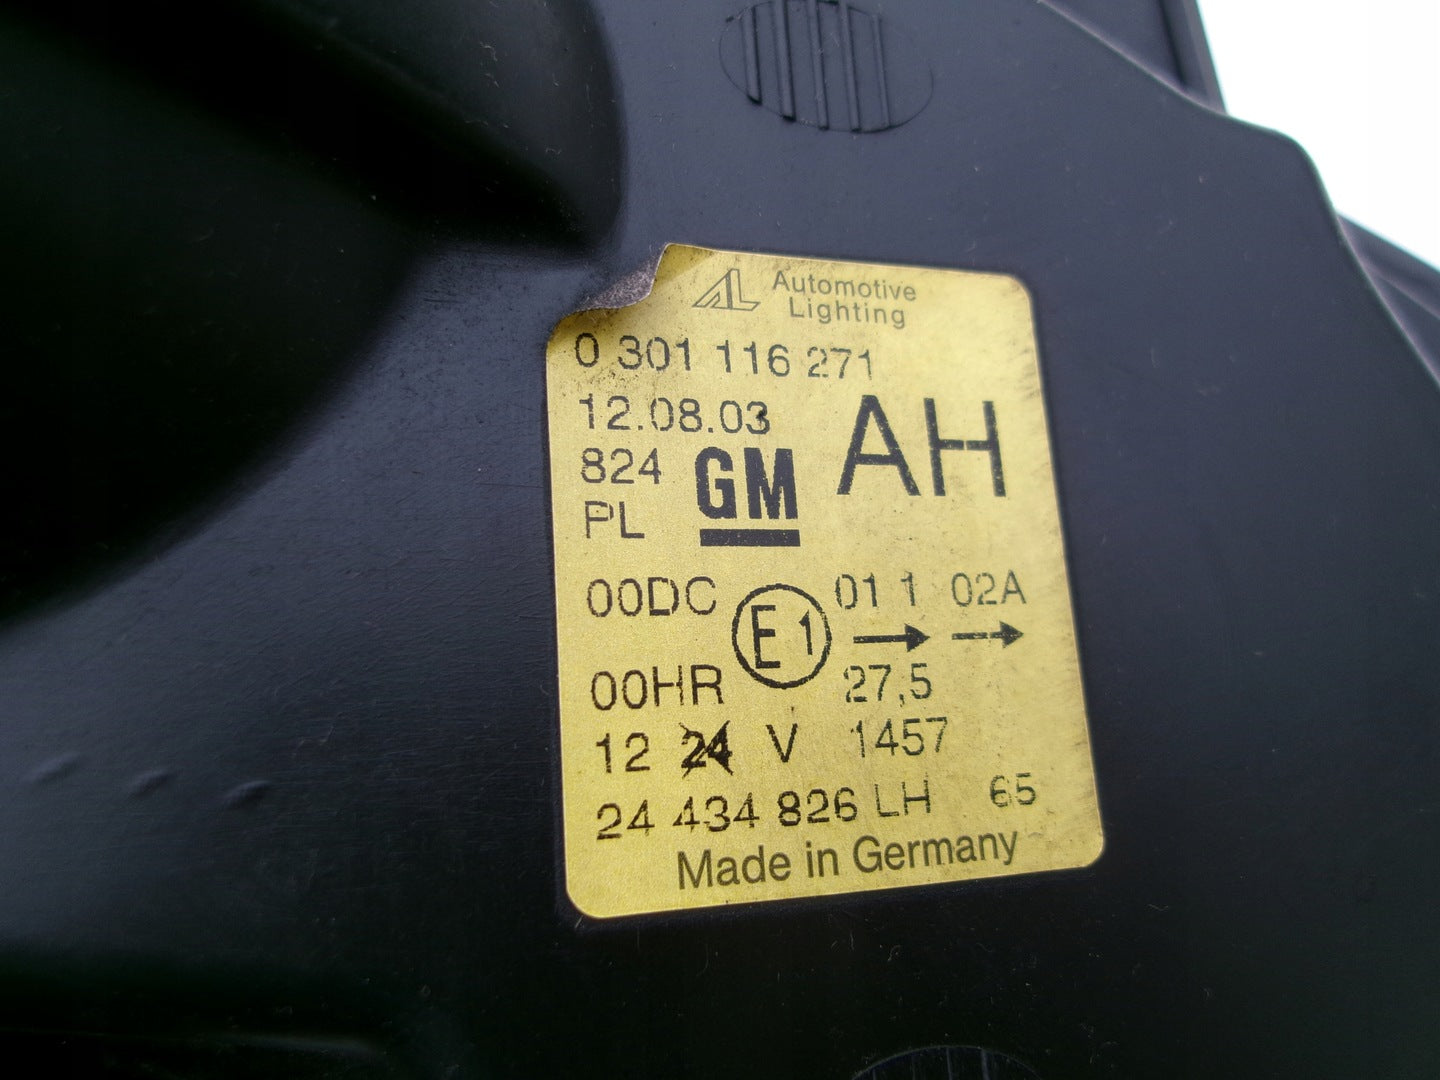 AL Automotive
Lighting
0 301 116 271
12.08.03 AH
824 GM
PL
00DC E1 01 1 02A
→ →
00HR 27,5
12 24 V 1457
24 434 826 LH 65
Made in Germany